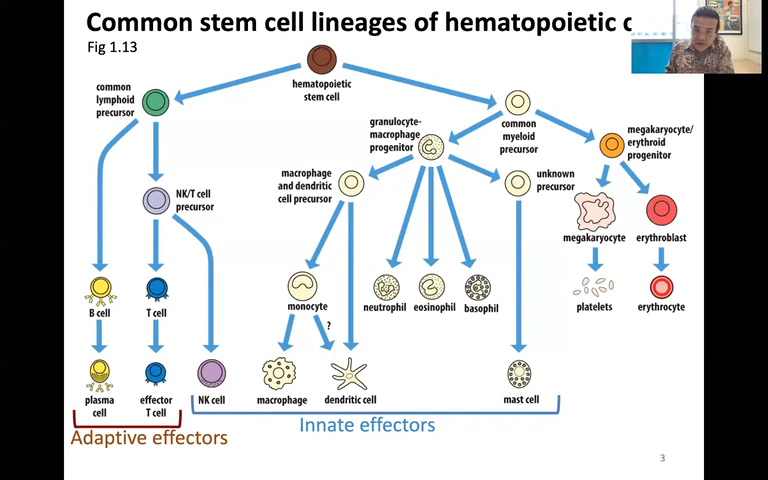 Common stem cell lineages of hematopoietic
Fig 1.13
hematopoietic
stem cell
common
lymphoid
precursor
granulocyte-
macrophage
progenitor
common
myeloid
precursor
megakaryocyte/
erythroid
progenitor
macrophage
and dendritic
cell precursor
unknown
precursor
NK/T cell
precursor
megakaryocyte
erythroblast
B cell
T cell
monocyte
neutrophil
eosinophil
basophil
platelets
erythrocyte
?
plasma
cell
effector
T cell
NK cell
macrophage
dendritic cell
mast cell
Adaptive effectors
Innate effectors
3